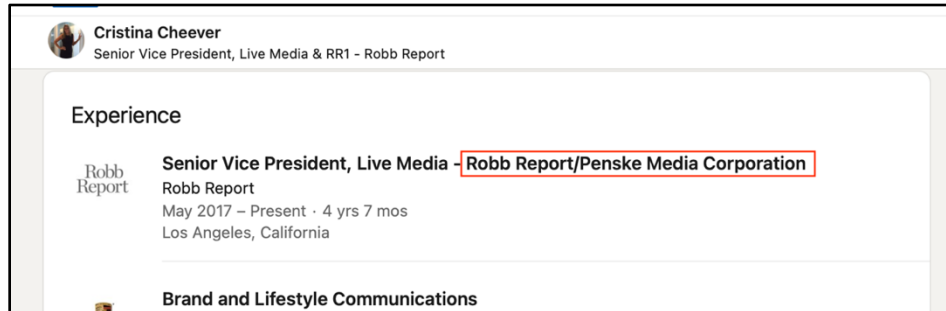 Cristina Cheever
Senior Vice President, Live Media & RR1 - Robb Report
Experience
Robb
Report
Senior Vice President, Live Media - Robb Report/Penske Media Corporation
Robb Report
May 2017 – Present · 4 yrs 7 mos
Los Angeles, California
Brand and Lifestyle Communications